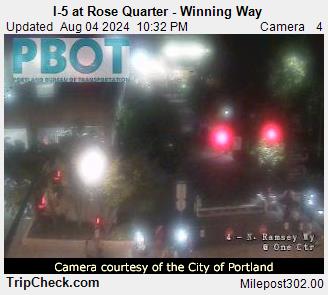 I-5 at Rose Quarter - Winning Way
Updated Aug 04 2024 10:32 PM Camera 4
PBOT
PORTLAND BUREAU OF TRANSPORTATION
4 - N. Ramsey Wy
@ One Ctr
Camera courtesy of the City of Portland
TripCheck.com Milepost302.00